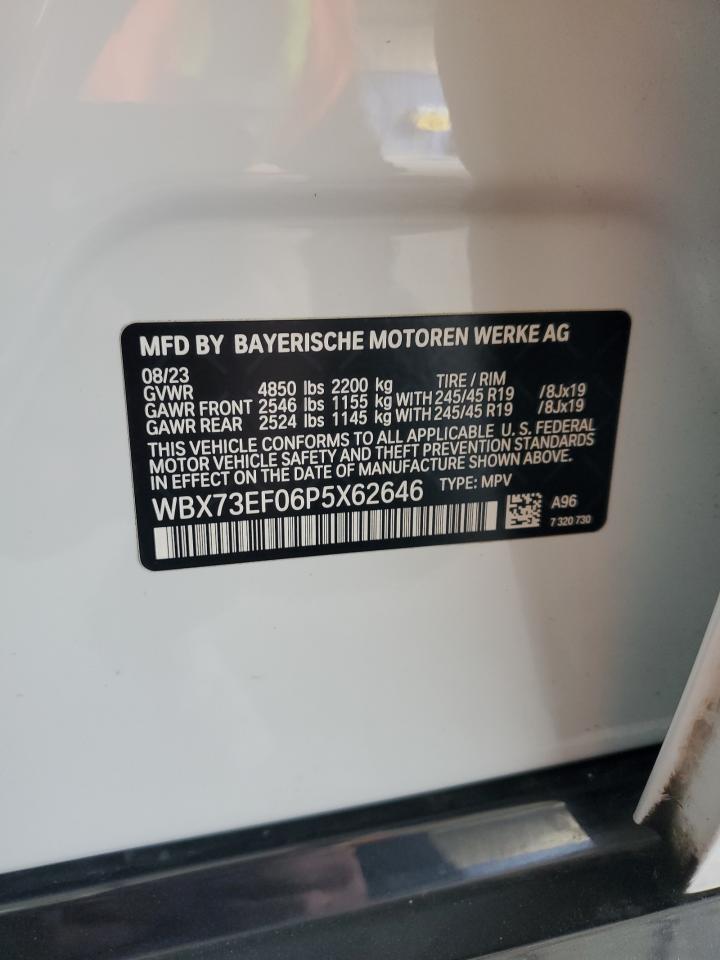 MFD BY BAYERISCHE MOTOREN WERKE AG
08/23 TIRE / RIM
GVWR 4850 lbs 2200 kg
GAWR FRONT 2546 lbs 1155 kg WITH 245/45 R19 /8Jx19
GAWR REAR 2524 lbs 1145 kg WITH 245/45 R19 /8Jx19
THIS VEHICLE CONFORMS TO ALL APPLICABLE U. S. FEDERAL
MOTOR VEHICLE SAFETY AND THEFT PREVENTION STANDARDS
IN EFFECT ON THE DATE OF MANUFACTURE SHOWN ABOVE.
WBX73EF06P5X62646 TYPE: MPV
A96
7 320 730